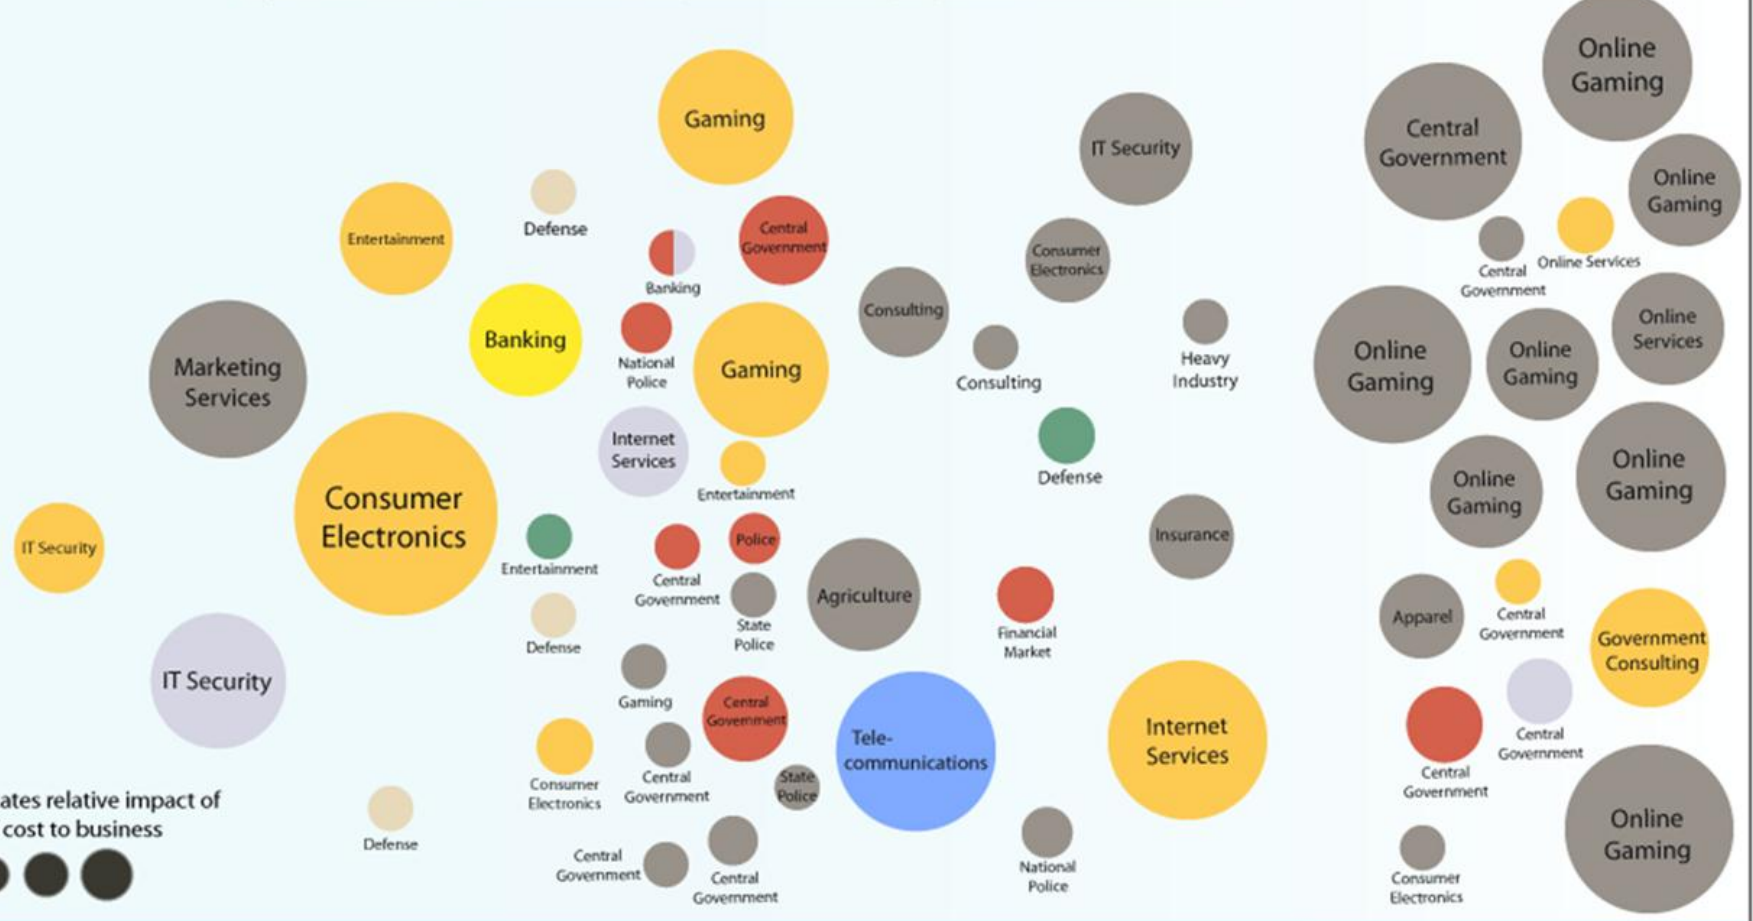 Online
Gaming
Gaming
Central
Government
IT Security
Online
Gaming
Defense
Entertainment
Central
Government
Banking
Consumer
Electronics
Central
Government
Online Services
Consulting
Online
Services
Banking
National
Police
Gaming
Consulting
Heavy
Industry
Online
Gaming
Online
Gaming
Marketing
Services
Internet
Services
Entertainment
Defense
Online
Gaming
Online
Gaming
Consumer
Electronics
IT Security
Entertainment
Central
Government
Police
State
Police
Agriculture
Insurance
Financial
Market
Apparel
Central
Government
Government
Consulting
Defense
IT Security
Gaming
Central
Government
Tele-
communications
Internet
Services
Central
Government
Central
Government
Consumer
Electronics
Central
Government
State
Police
ates relative impact of
cost to business
Defense
Central
Government
Central
Government
National
Police
Consumer
Electronics
Online
Gaming